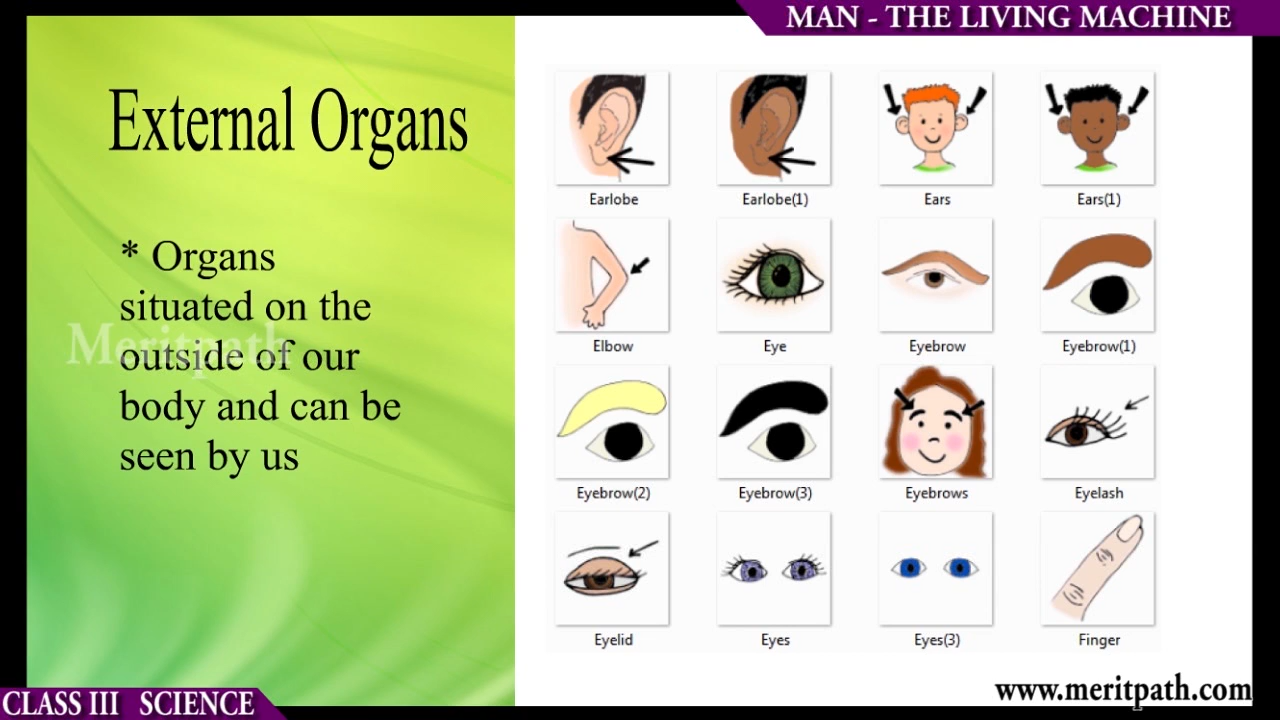 MAN - THE LIVING MACHINE
External Organs
* Organs
situated on the
outside of our
body and can be
seen by us
Meritpath
Earlobe
Earlobe(1)
Ears
Ears(1)
Elbow
Eye
Eyebrow
Eyebrow(1)
Eyebrow(2)
Eyebrow(3)
Eyebrows
Eyelash
Eyelid
Eyes
Eyes(3)
Finger
www.meritpath.com
CLASS III SCIENCE